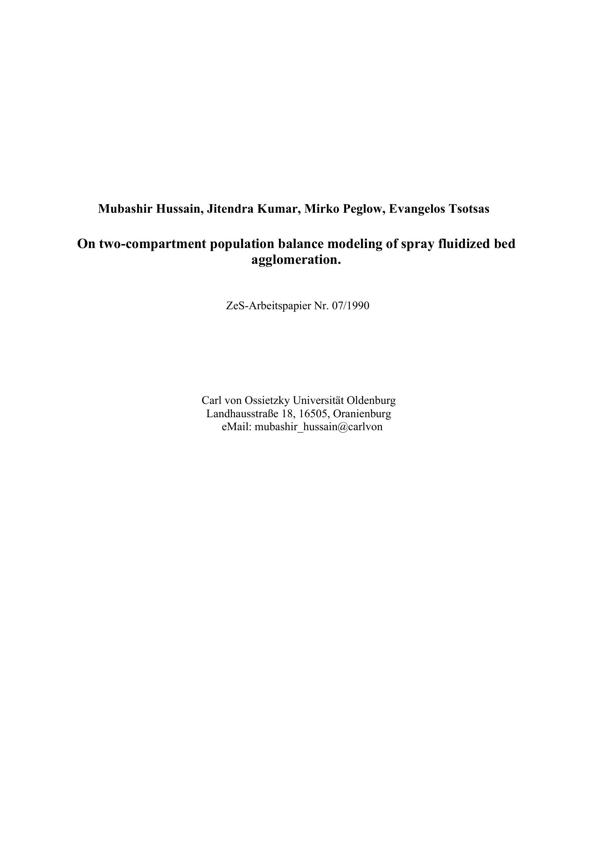 Mubashir Hussain, Jitendra Kumar, Mirko Peglow, Evangelos Tsotsas
On two-compartment population balance modeling of spray fluidized bed
agglomeration.
ZeS-Arbeitspapier Nr. 07/1990
Carl von Ossietzky Universität Oldenburg
Landhausstraße 18, 16505, Oranienburg
eMail: mubashir_hussain@carlvon